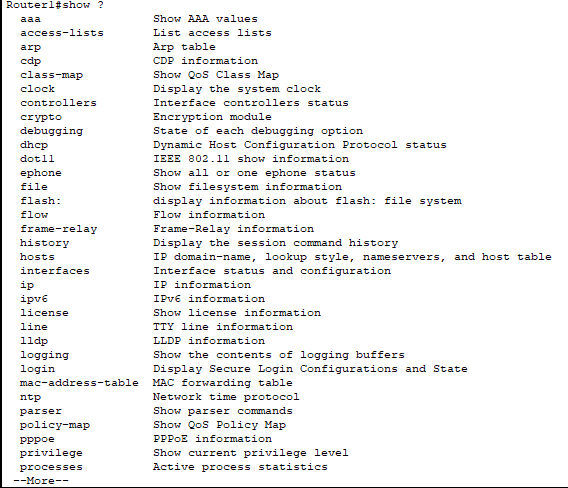 Router1#show ?
  aaa                Show AAA values
  access-lists       List access lists
  arp                Arp table
  cdp                CDP information
  class-map          Show QoS Class Map
  clock              Display the system clock
  controllers        Interface controllers status
  crypto             Encryption module
  debugging          State of each debugging option
  dhcp               Dynamic Host Configuration Protocol status
  dot11              IEEE 802.11 show information
  ephone             Show all or one ephone status
  file               Show filesystem information
  flash:             display information about flash: file system
  flow               Flow information
  frame-relay        Frame-Relay information
  history            Display the session command history
  hosts              IP domain-name, lookup style, nameservers, and host table
  interfaces         Interface status and configuration
  ip                 IP information
  ipv6               IPv6 information
  license            Show license information
  line               TTY line information
  lldp               LLDP information
  logging            Show the contents of logging buffers
  login              Display Secure Login Configurations and State
  mac-address-table  MAC forwarding table
  ntp                Network time protocol
  parser             Show parser commands
  policy-map         Show QoS Policy Map
  pppoe              PPPoE information
  privilege          Show current privilege level
  processes          Active process statistics
 --More--